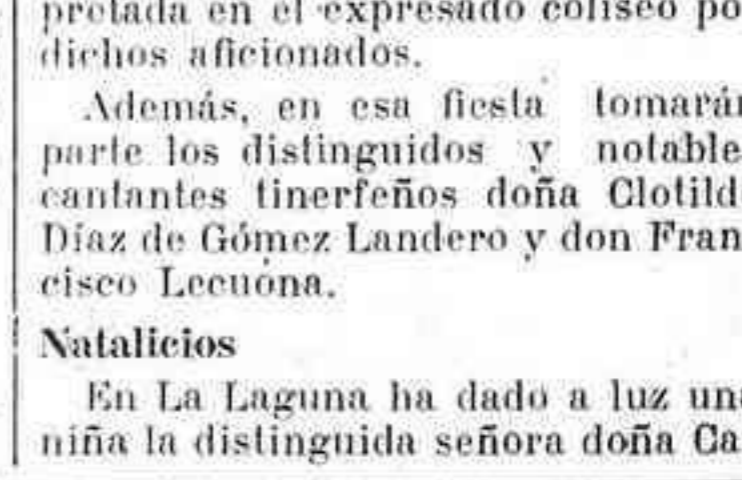 pretada en el expresado coliseo po
dichos aficionados.
Además, en esa fiesta tomarán
parte los distinguidos y notable
cantantes tinerfeños doña Clotild
Díaz de Gómez Landero y don Fran
cisco Lecuona.
Natalicios
En La Laguna ha dado a luz una
niña la distinguida señora doña Ca